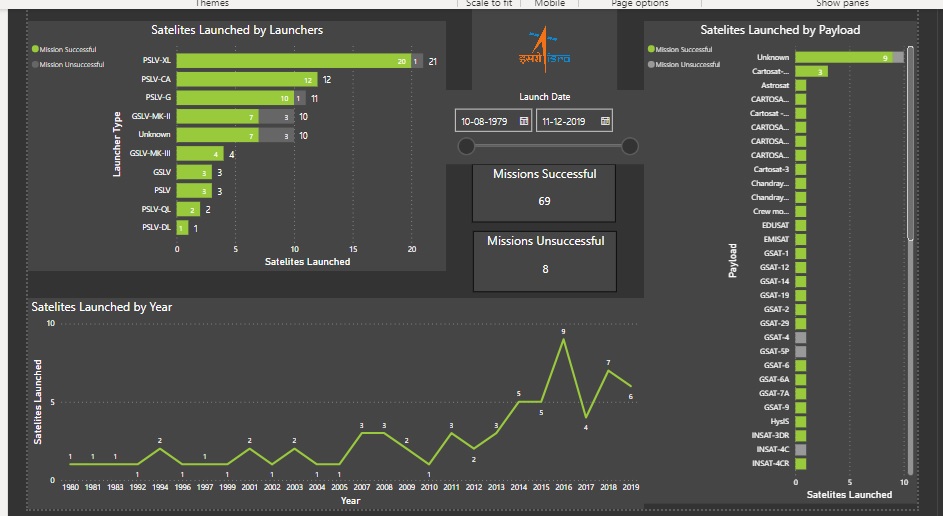 Themes
Scale to fit
Mobile
Page options
Show panes
Satelites Launched by Launchers
Mission Successful
Mission Unsuccessful
Launcher Type
PSLV-XL 20 1 21
PSLV-CA 12 12
PSLV-G 10 1 11
GSLV-MK-II 7 3 10
Unknown 7 3 10
GSLV-MK-III 4 4
GSLV 3 3
PSLV 3 3
PSLV-QL 2 2
PSLV-DL 1 1
0 5 10 15 20
Satelites Launched
इसरो isro
Launch Date
10-08-1979 11-12-2019
Missions Successful
69
Missions Unsuccessful
8
Satelites Launched by Payload
Mission Successful
Mission Unsuccessful
Payload
Unknown 9
Cartosat-... 3
Astrosat
CARTOSA...
Cartosat -...
CARTOSA...
CARTOSA...
CARTOSA...
Cartosat-3
Chandray...
Chandray...
Crew mo...
EDUSAT
EMISAT
GSAT-1
GSAT-12
GSAT-14
GSAT-19
GSAT-2
GSAT-29
GSAT-4
GSAT-5P
GSAT-6
GSAT-6A
GSAT-7A
GSAT-9
HysIS
INSAT-3DR
INSAT-4C
INSAT-4CR
0 5 10
Satelites Launched
Satelites Launched by Year
Satelites Launched
10
5
0
1 1 1 1 2 1 1 1 2 1 2 1 1 3 3 2 1 3 2 3 5 5 9 4 7 6
1980 1981 1983 1992 1994 1996 1997 1999 2001 2002 2003 2004 2005 2007 2008 2009 2010 2011 2012 2013 2014 2015 2016 2017 2018 2019
Year